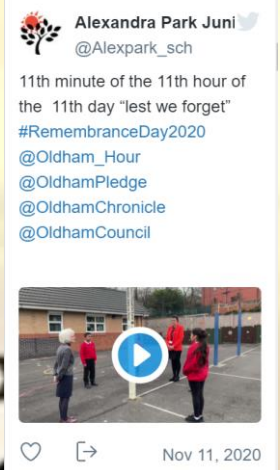 Alexandra Park Juni
@Alexpark_sch
11th minute of the 11th hour of
the 11th day “lest we forget”
#RemembranceDay2020
@Oldham_Hour
@OldhamPledge
@OldhamChronicle
@OldhamCouncil
Nov 11, 2020